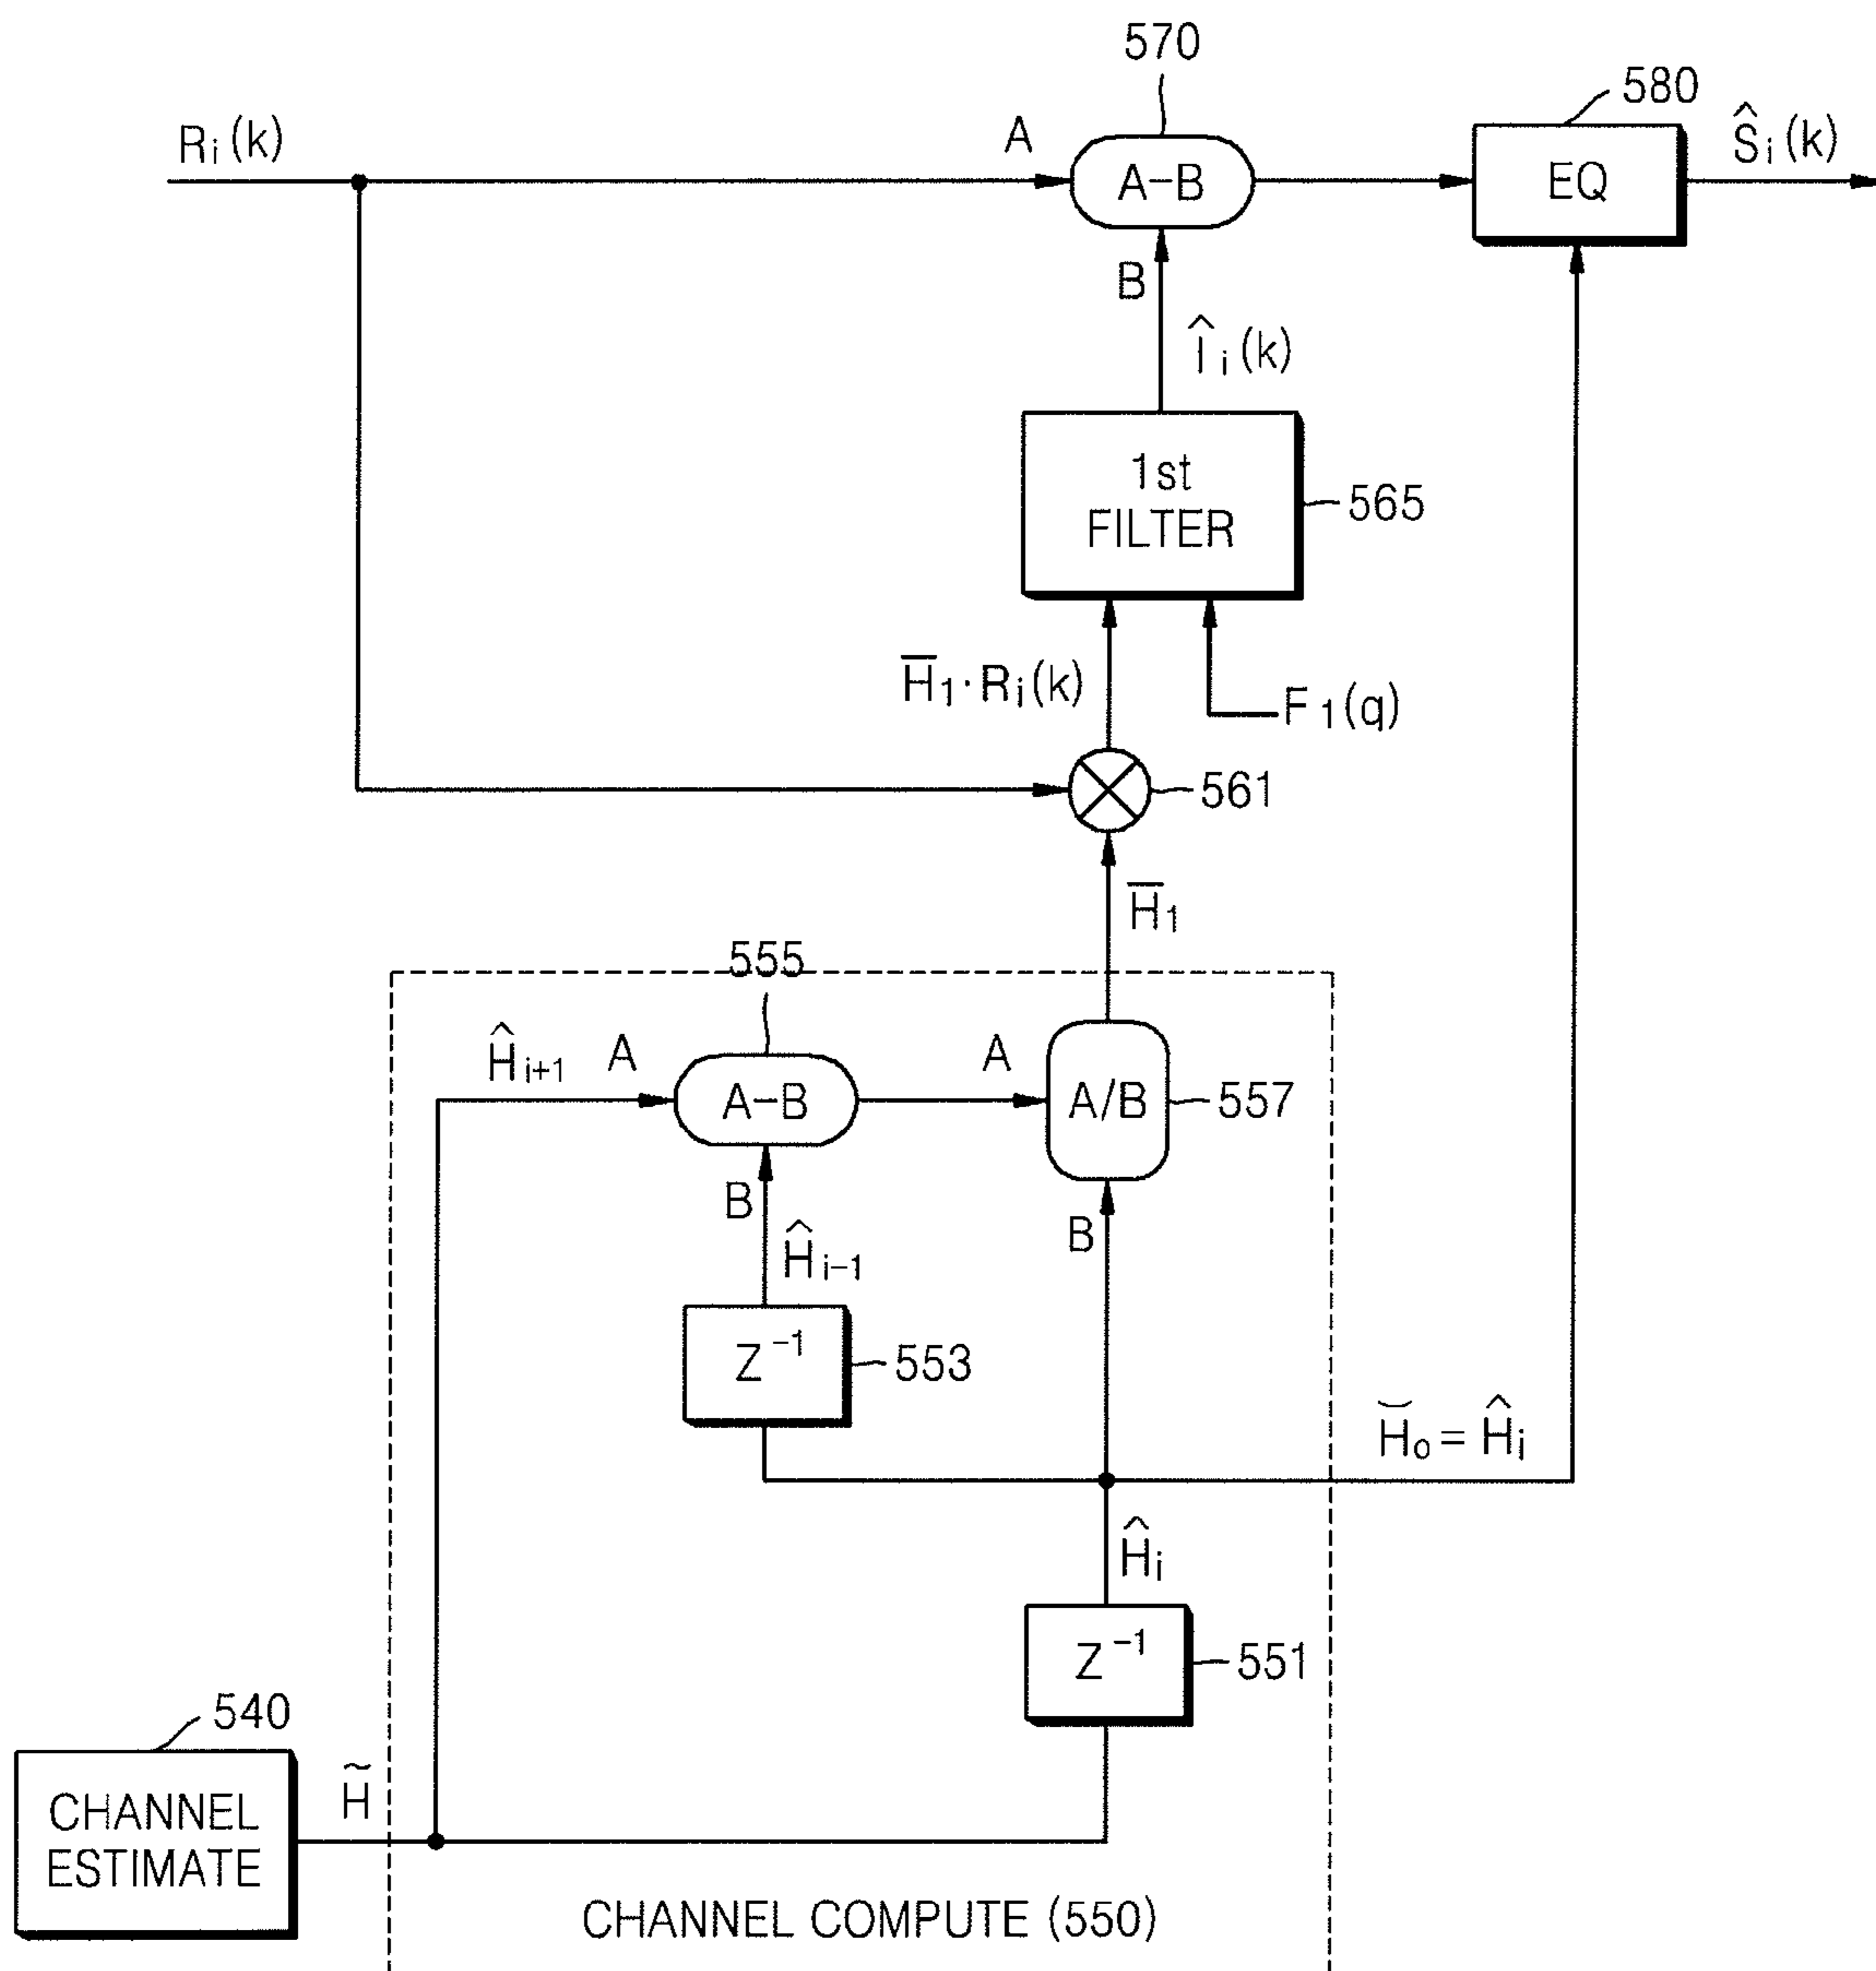 570
580
Rᵢ(k)
A
A-B
EQ
Ŝᵢ(k)
B
Îᵢ(k)
1st
FILTER
565
H̅₁·Rᵢ(k)
F₁(q)
561
H̅₁
555
Ĥᵢ₊₁
A
A-B
A
A/B
557
B
Ĥᵢ₋₁
B
Z⁻¹
553
H̆₀ = Ĥᵢ
Ĥᵢ
Z⁻¹
551
540
CHANNEL
ESTIMATE
H̃
CHANNEL COMPUTE (550)